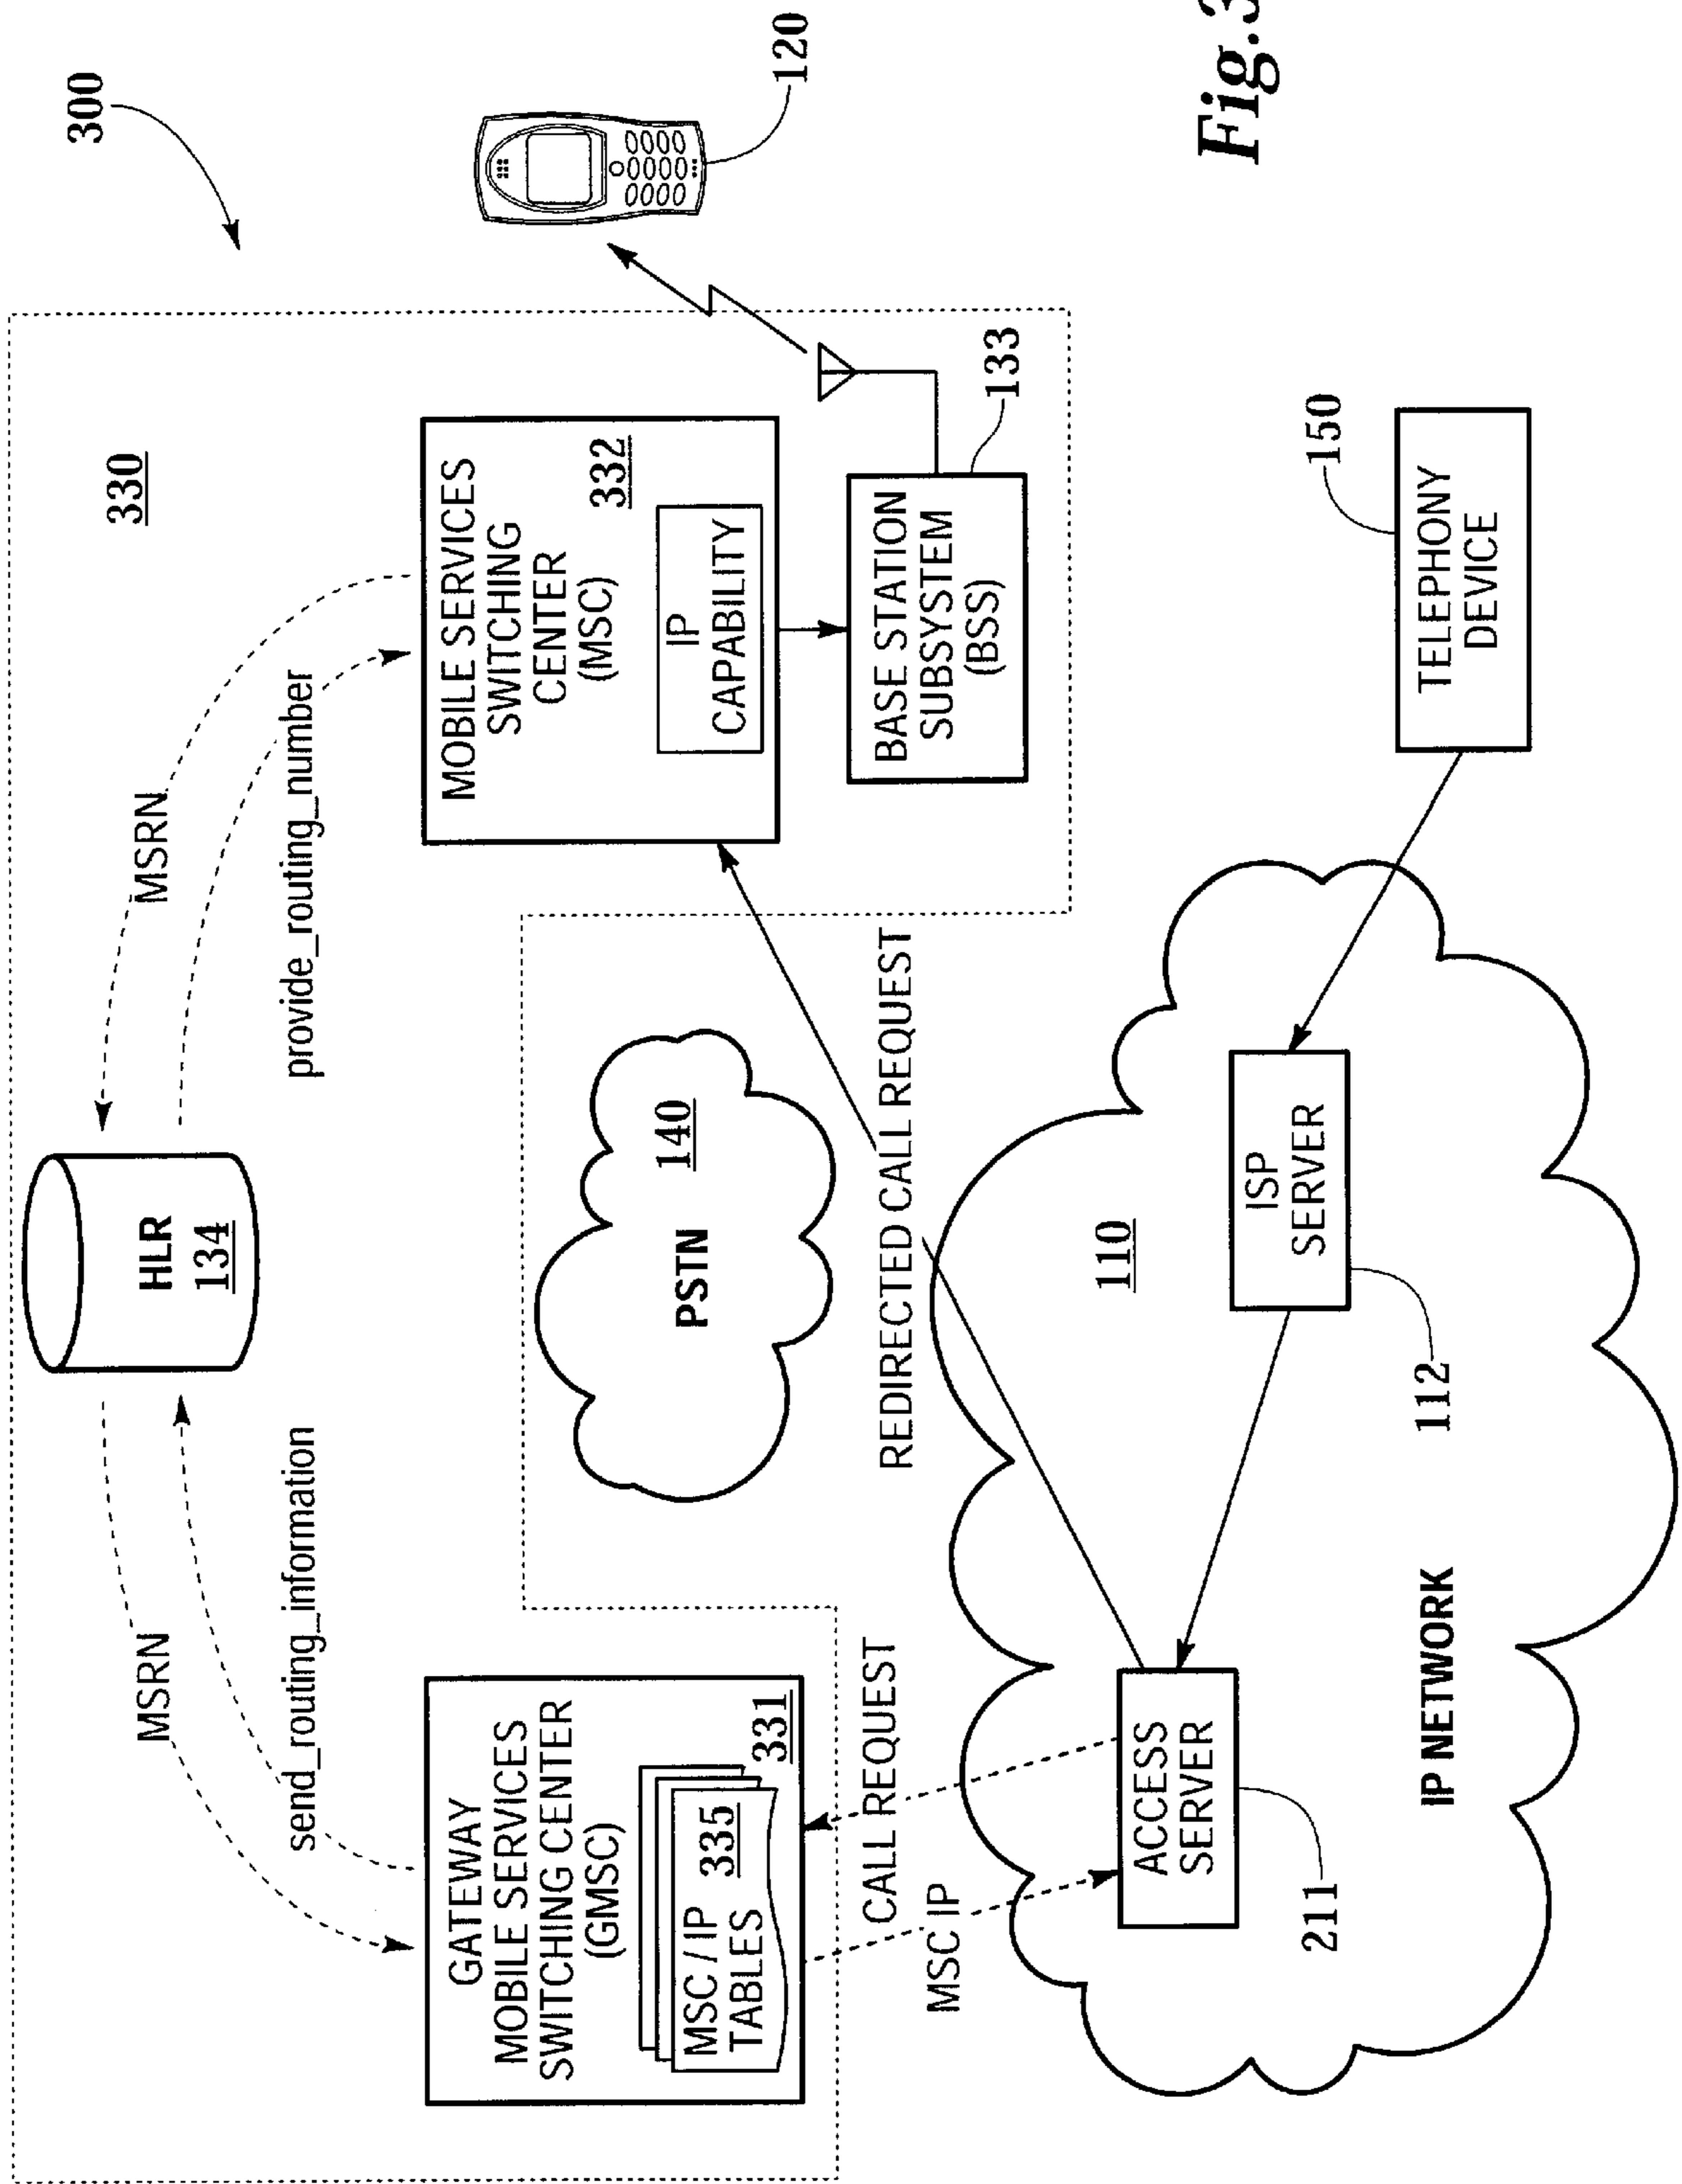 300
330
HLR
134
MSRN
MSRN
send_routing_information
provide_routing_number
GATEWAY
MOBILE SERVICES
SWITCHING CENTER
(GMSC)
331
MSC/IP
TABLES
335
MOBILE SERVICES
SWITCHING
CENTER
(MSC)
332
IP
CAPABILITY
120
PSTN
140
BASE STATION
SUBSYSTEM
(BSS)
133
CALL REQUEST
MSC IP
REDIRECTED CALL REQUEST
110
ACCESS
SERVER
211
ISP
SERVER
112
IP NETWORK
150
TELEPHONY
DEVICE
Fig.3